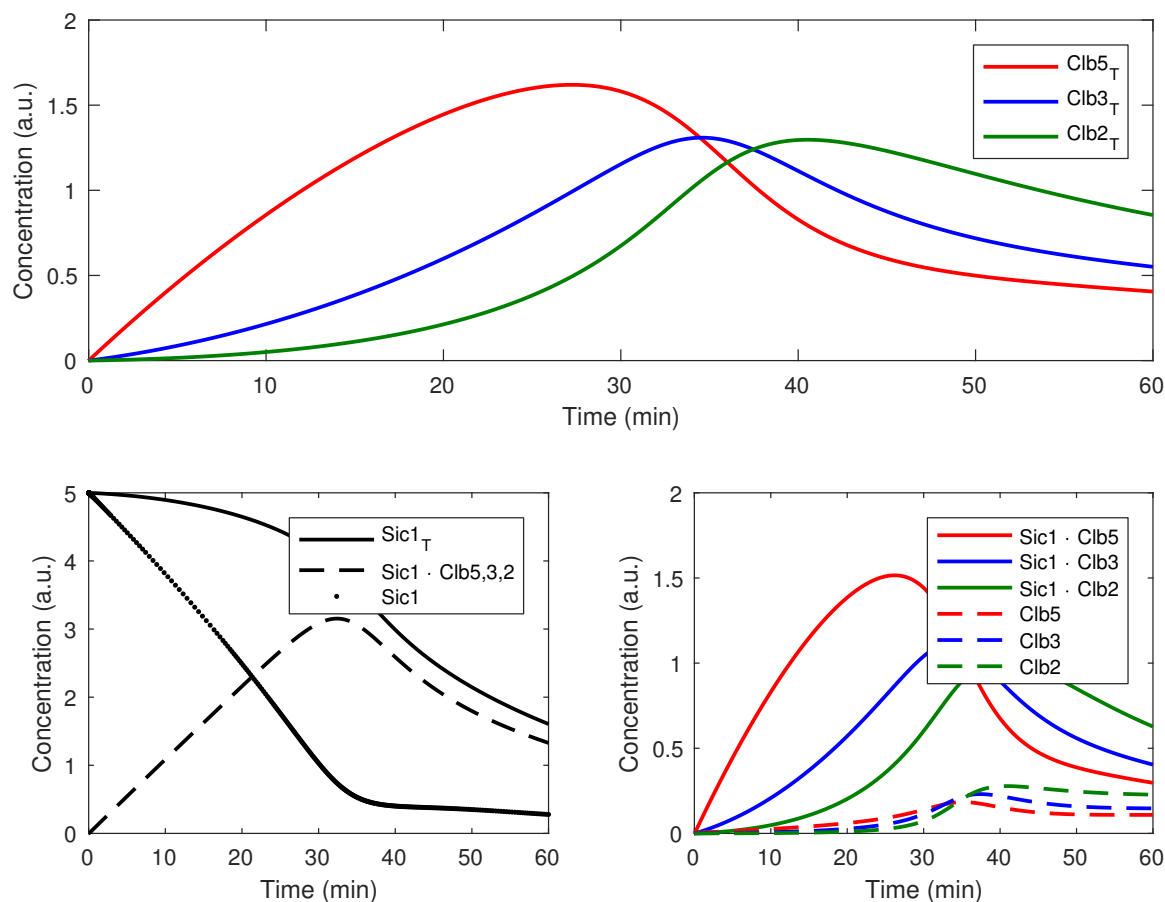 2
1.5
1
0.5
0
Concentration (a.u.)
Clb5T
Clb3T
Clb2T
0 10 20 30 40 50 60
Time (min)
5
4
3
2
1
0
Concentration (a.u.)
Sic1T
Sic1 · Clb5,3,2
Sic1
0 10 20 30 40 50 60
Time (min)
2
1.5
1
0.5
0
Concentration (a.u.)
Sic1 · Clb5
Sic1 · Clb3
Sic1 · Clb2
Clb5
Clb3
Clb2
0 10 20 30 40 50 60
Time (min)